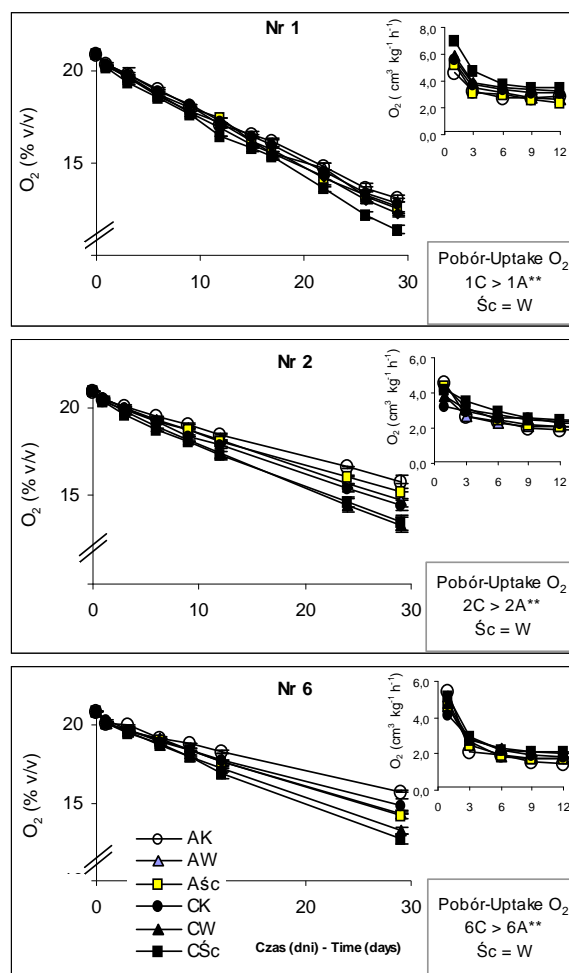 Nr 1
O₂ (% v/v)
20
15
0
10
20
30
O₂ ( cm³ kg⁻¹ h⁻¹)
8,0
6,0
4,0
2,0
0,0
0 3 6 9 12
Pobór-Uptake O₂
1C > 1A**
Śc = W
Nr 2
O₂ (% v/v)
20
15
0
10
20
30
O₂ (cm³ kg⁻¹ h⁻¹)
6,0
4,0
2,0
0,0
0 3 6 9 12
Pobór-Uptake O₂
2C > 2A**
Śc = W
Nr 6
O₂ (% v/v)
20
15
0
10
20
30
O₂ (cm³ kg⁻¹ h⁻¹)
6,0
4,0
2,0
0,0
0 3 6 9 12
AK
AW
Aśc
CK
CW
CŚc
Czas (dni) - Time (days)
Pobór-Uptake O₂
6C > 6A**
Śc = W